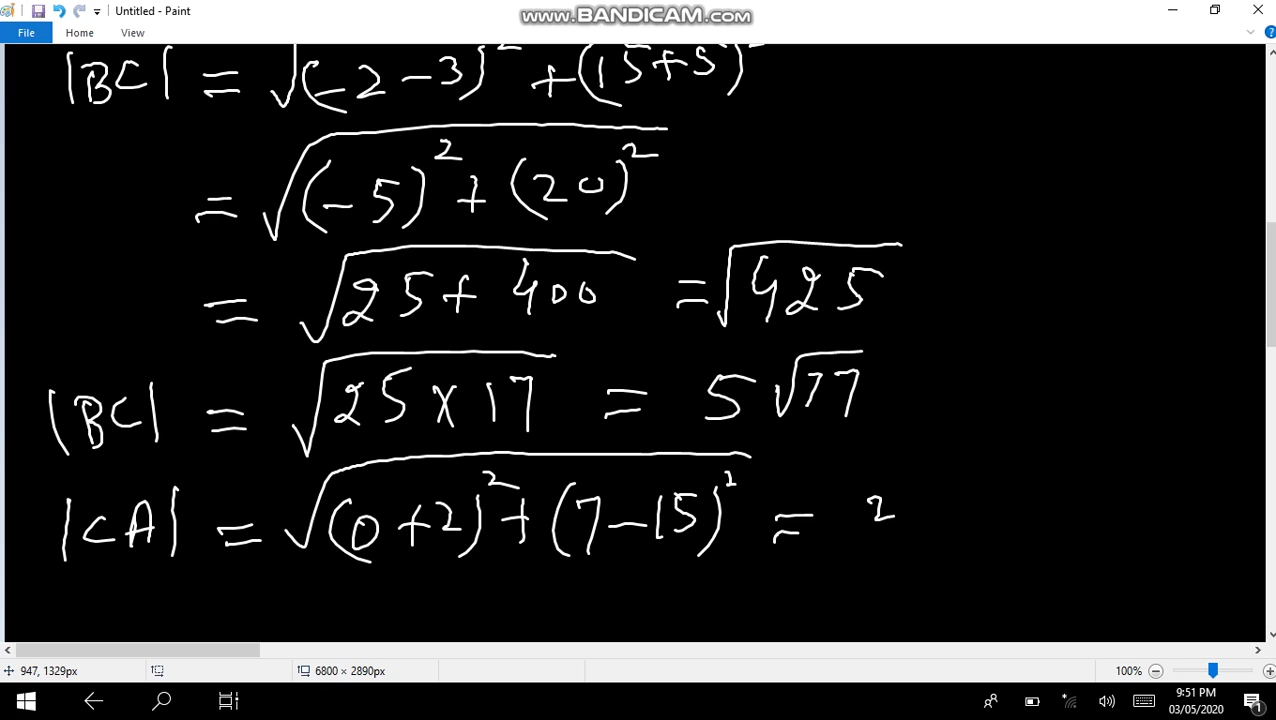 Untitled - Paint
www.BANDICAM.com
File Home View
|BC| = √(-2-3)² + (15+5)²
= √(-5)² + (20)²
= √25 + 400 = √425
|BC| = √25 × 17 = 5 √17
|CA| = √(0+2)² + (7-15)² = 2
947, 1329px 6800 × 2890px 100%
9:51 PM
03/05/2020
1